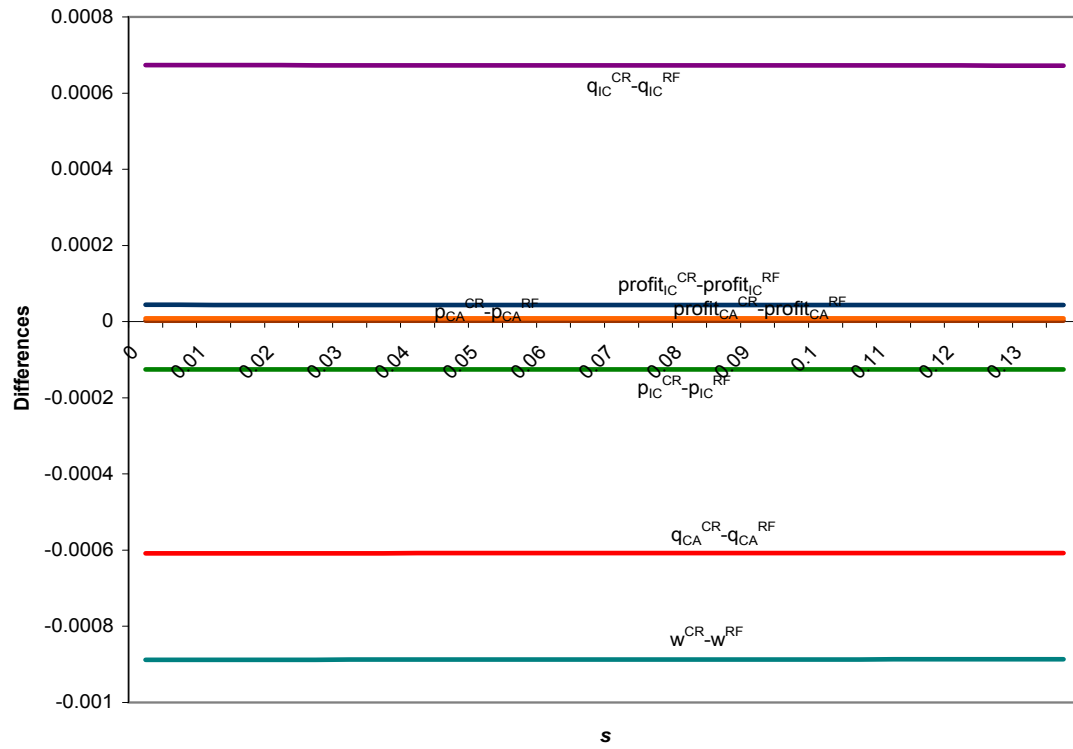 0.0008
0.0006
0.0004
0.0002
0
-0.0002
-0.0004
-0.0006
-0.0008
-0.001
Differences
q_IC^CR-q_IC^RF
profit_IC^CR-profit_IC^RF
p_CA^CR-p_CA^RF
profit_CA^CR-profit_CA^RF
0
0.01
0.02
0.03
0.04
0.05
0.06
0.07
0.08
0.09
0.1
0.11
0.12
0.13
p_IC^CR-p_IC^RF
q_CA^CR-q_CA^RF
w^CR-w^RF
s